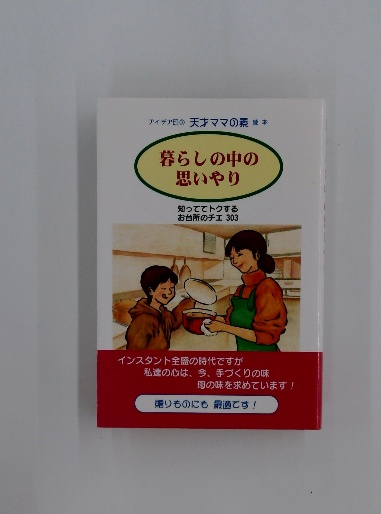 アイデア巨の 天才ママの素 読本
暮らしの中の
思いやり
知っててトクする
お台所のチエ 303
インスタント全盛の時代ですが
私達の心は、今、手づくりの味
母の味を求めています！
贈りものにも 最適です！